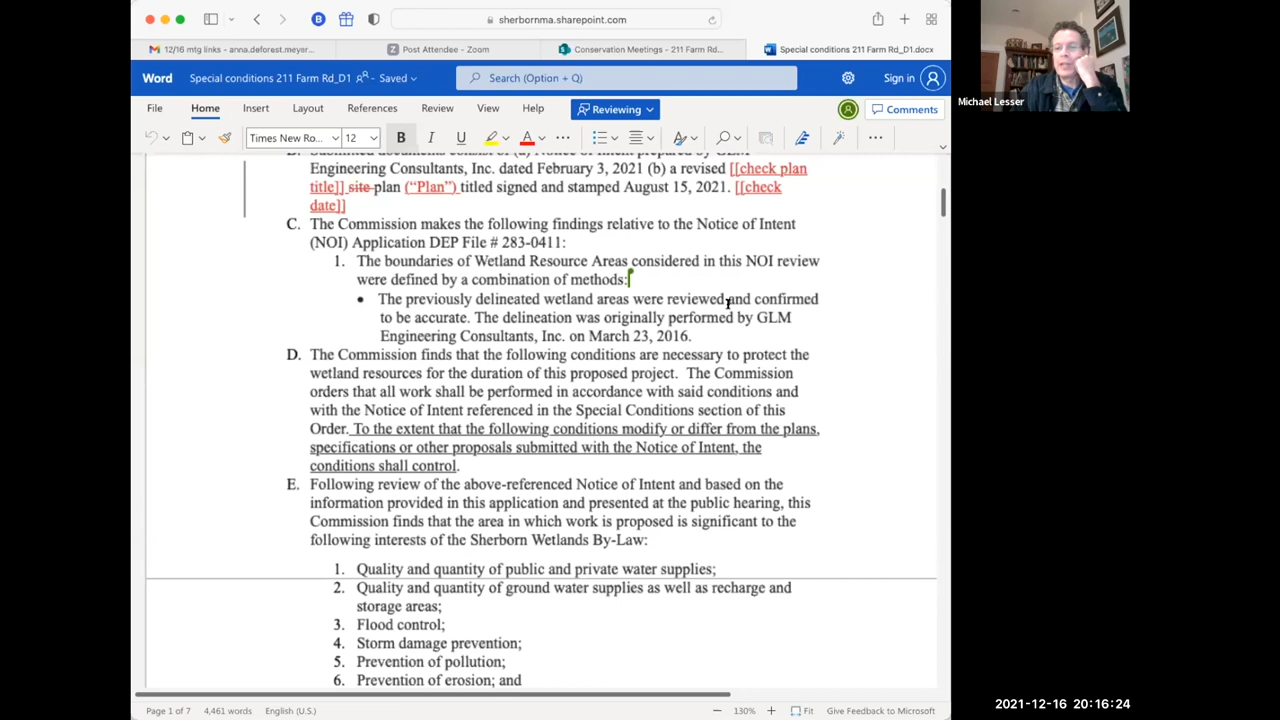 sherbornma.sharepoint.com
12/16 mtg links - anna.deforest.meyor...
Post Attendee - Zoom
Conservation Meetings - 211 Farm Rd...
Special conditions 211 Farm Rd_D1.docx
Michael Lesser
Word Special conditions 211 Farm Rd_D1 - Saved
Search (Option + Q)
Sign in
File Home Insert Layout References Review View Help Reviewing Comments
Times New Ro... 12 B I U A
B. Submitted documents consist of (a) Notice of Intent prepared by GLM
Engineering Consultants, Inc. dated February 3, 2021 (b) a revised [[check plan
title]] site plan (“Plan”) titled signed and stamped August 15, 2021. [[check
date]]
C. The Commission makes the following findings relative to the Notice of Intent
(NOI) Application DEP File # 283-0411:
1. The boundaries of Wetland Resource Areas considered in this NOI review
were defined by a combination of methods:
• The previously delineated wetland areas were reviewed and confirmed
to be accurate. The delineation was originally performed by GLM
Engineering Consultants, Inc. on March 23, 2016.
D. The Commission finds that the following conditions are necessary to protect the
wetland resources for the duration of this proposed project. The Commission
orders that all work shall be performed in accordance with said conditions and
with the Notice of Intent referenced in the Special Conditions section of this
Order. To the extent that the following conditions modify or differ from the plans,
specifications or other proposals submitted with the Notice of Intent, the
conditions shall control.
E. Following review of the above-referenced Notice of Intent and based on the
information provided in this application and presented at the public hearing, this
Commission finds that the area in which work is proposed is significant to the
following interests of the Sherborn Wetlands By-Law:
1. Quality and quantity of public and private water supplies;
2. Quality and quantity of ground water supplies as well as recharge and
storage areas;
3. Flood control;
4. Storm damage prevention;
5. Prevention of pollution;
6. Prevention of erosion; and
Page 1 of 7 4,461 words English (U.S.) 130% Fit Give Feedback to Microsoft
2021-12-16 20:16:24